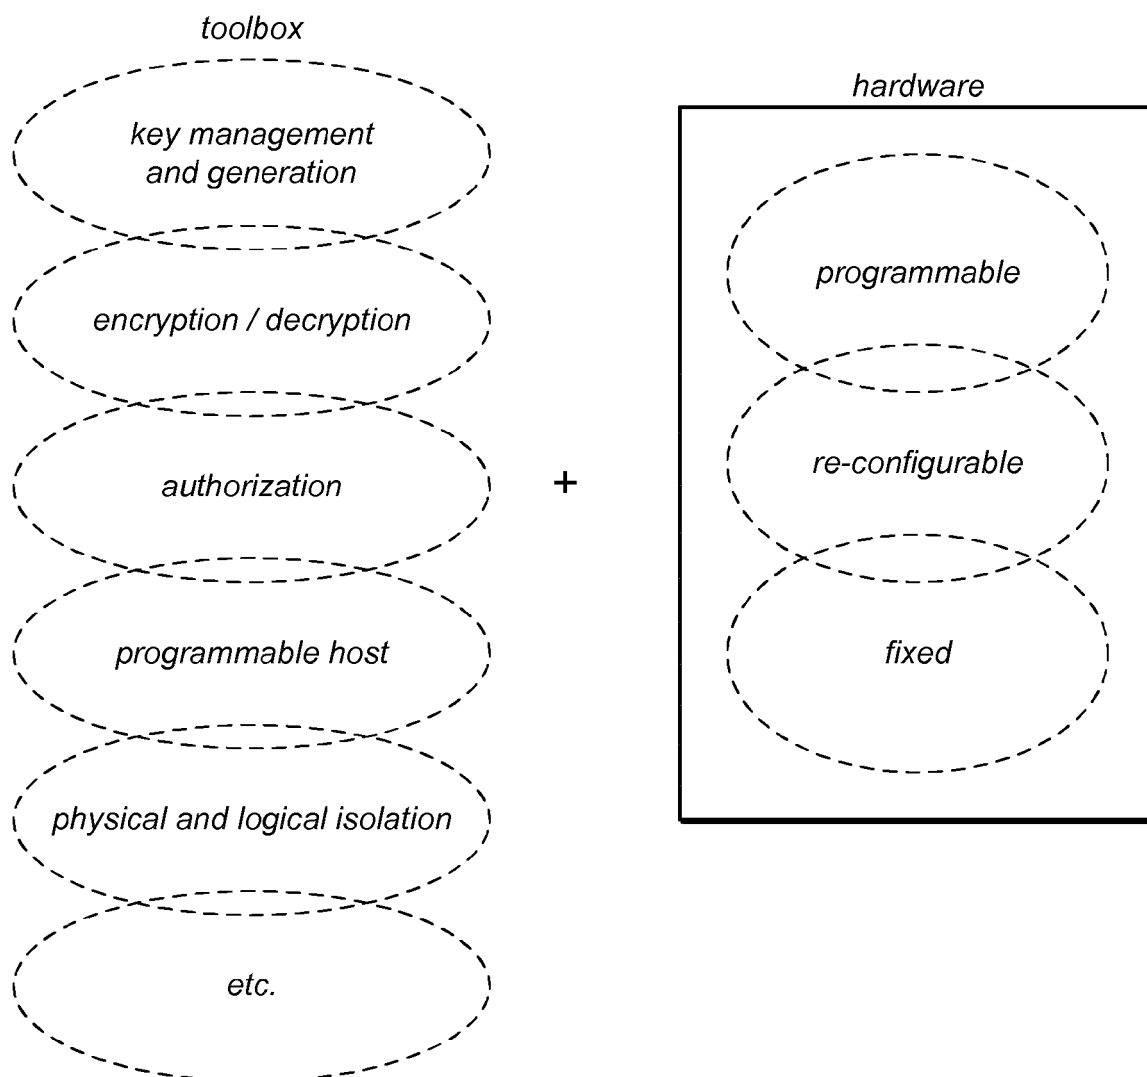 toolbox
key management
and generation
encryption / decryption
authorization
programmable host
physical and logical isolation
etc.
+
hardware
programmable
re-configurable
fixed